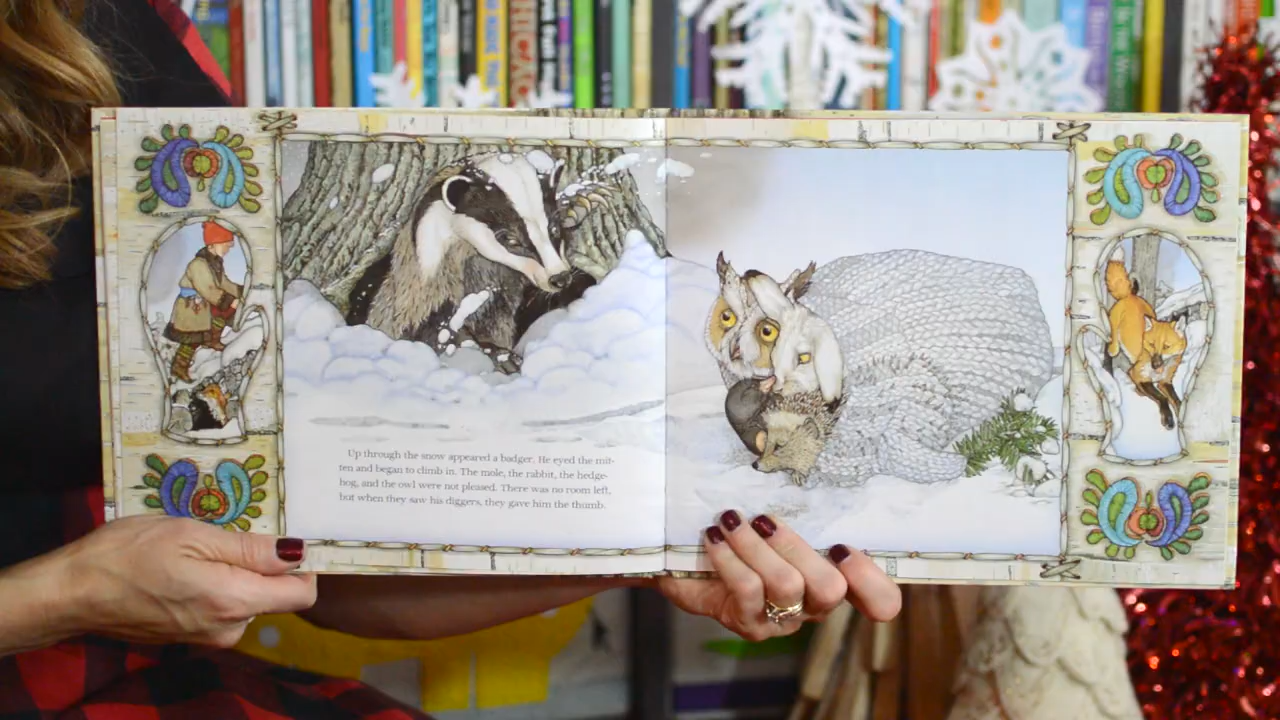 Up through the snow appeared a badger. He eyed the mit-
ten and began to climb in. The mole, the rabbit, the hedge-
hog, and the owl were not pleased. There was no room left,
but when they saw his diggers, they gave him the thumb.